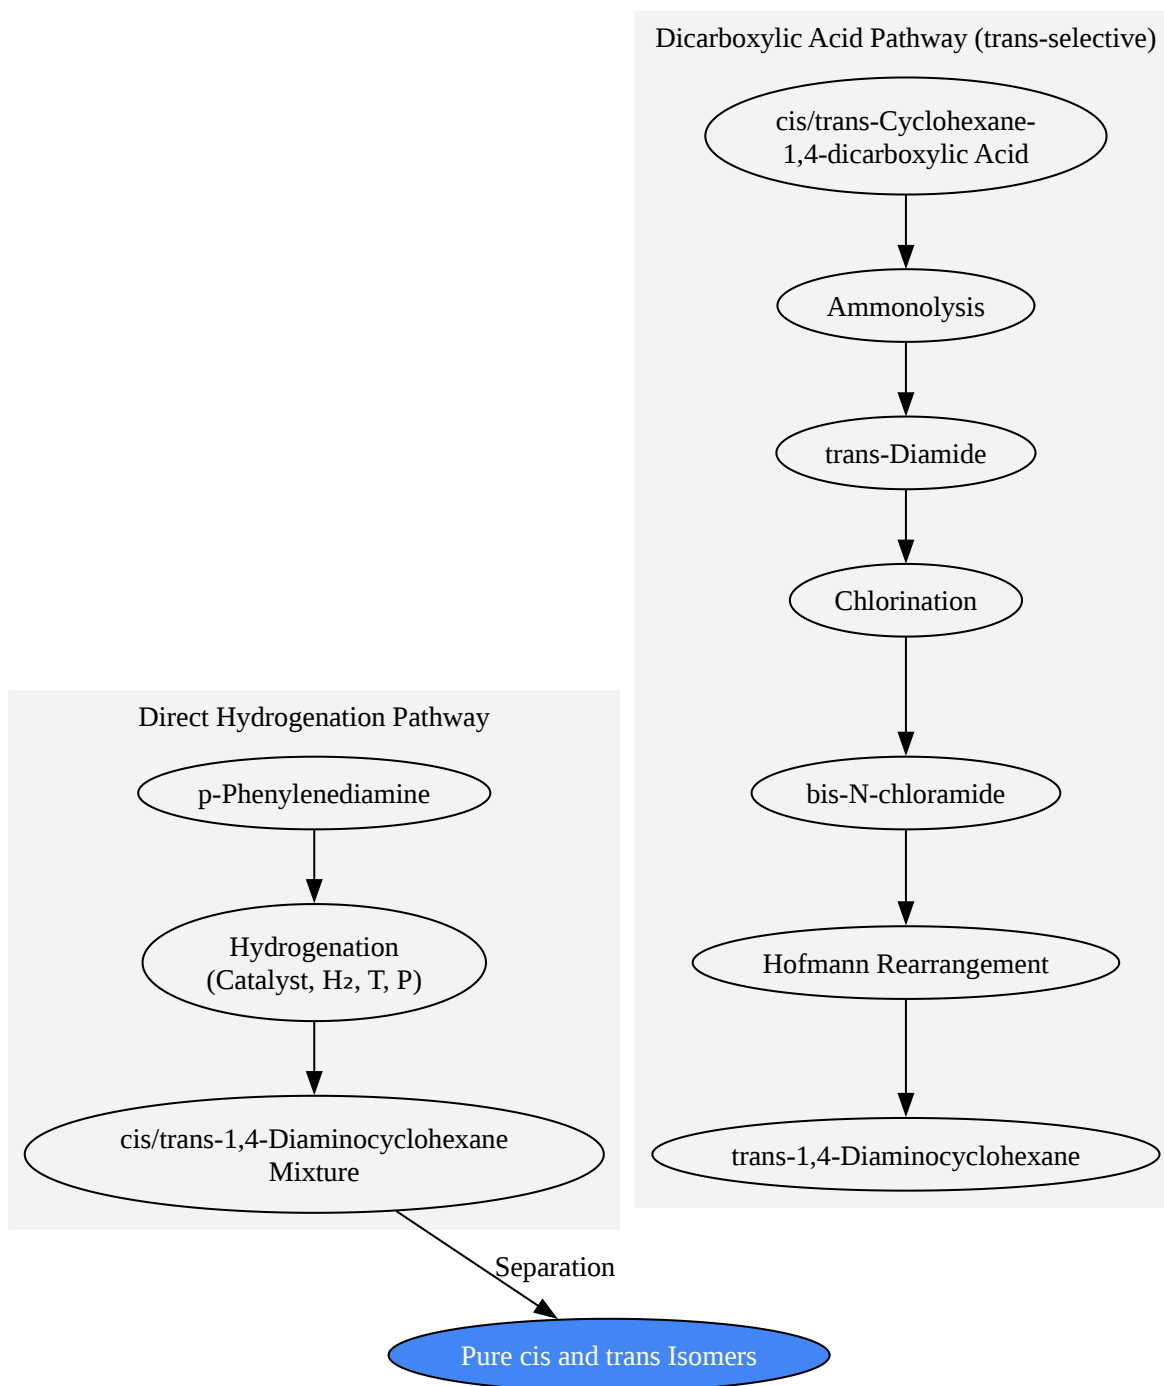 Dicarboxylic Acid Pathway (trans-selective)
cis/trans-Cyclohexane-
1,4-dicarboxylic Acid
Ammonolysis
trans-Diamide
Chlorination
bis-N-chloramide
Hofmann Rearrangement
trans-1,4-Diaminocyclohexane
Direct Hydrogenation Pathway
p-Phenylenediamine
Hydrogenation
(Catalyst, H₂, T, P)
cis/trans-1,4-Diaminocyclohexane
Mixture
Separation
Pure cis and trans Isomers